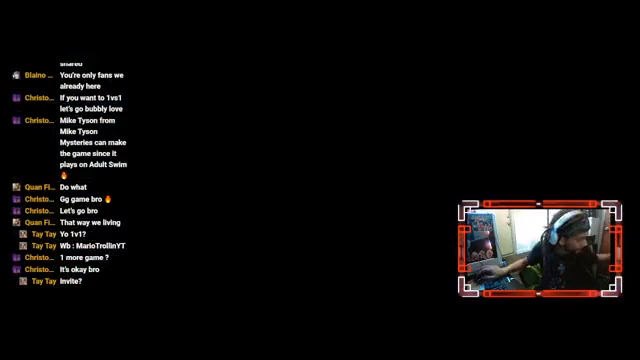 shared
Blaino ... You're only fans we
already here
Christo... If you want to 1vs1
let's go bubbly love
Christo... Mike Tyson from
Mike Tyson
Mysteries can make
the game since it
plays on Adult Swim
🔥
Quan Fi... Do what
Christo... Gg game bro 🔥
Christo... Let's go bro
Quan Fi... That way we living
Tay Tay Yo 1v1?
Tay Tay Wb : MarioTrollinYT
Christo... 1 more game ?
Christo... It's okay bro
Tay Tay Invite?